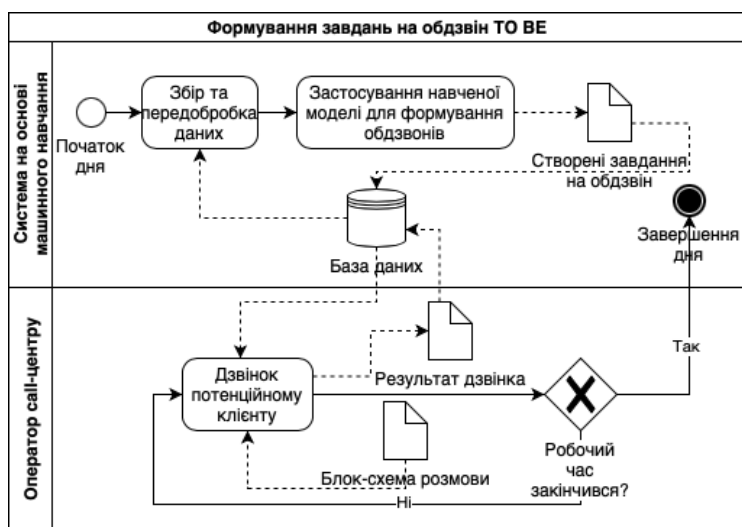 Формування завдань на обдзвін TO BE
Система на основі
машинного навчання
Початок
дня
Збір та
передобробка
даних
Застосування навченої
моделі для формування
обдзвонів
Створені завдання
на обдзвін
База даних
Завершення
дня
Оператор call-центру
Дзвінок
потенційному
клієнту
Результат дзвінка
Блок-схема розмови
Робочий
час
закінчився?
Так
Ні